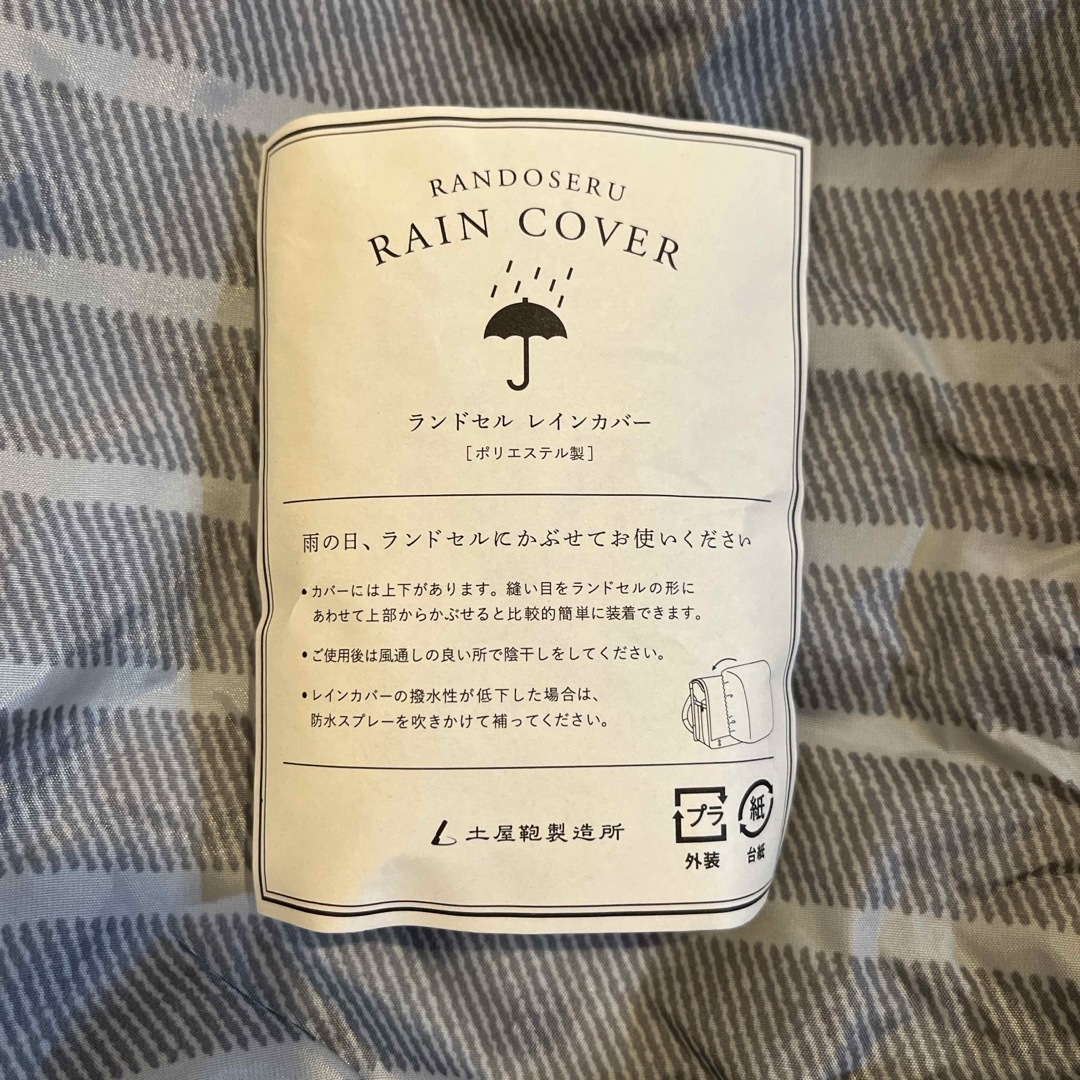 RANDOSERU
RAIN COVER
ランドセル レインカバー
[ポリエステル製]
雨の日、ランドセルにかぶせてお使いください
•カバーには上下があります。縫い目をランドセルの形に
あわせて上部からかぶせると比較的簡単に装着できます。
•ご使用後は風通しの良い所で陰干しをしてください。
•レインカバーの撥水性が低下した場合は、
防水スプレーを吹きかけて補ってください。
土屋鞄製造所
プラ
外装
紙
台紙